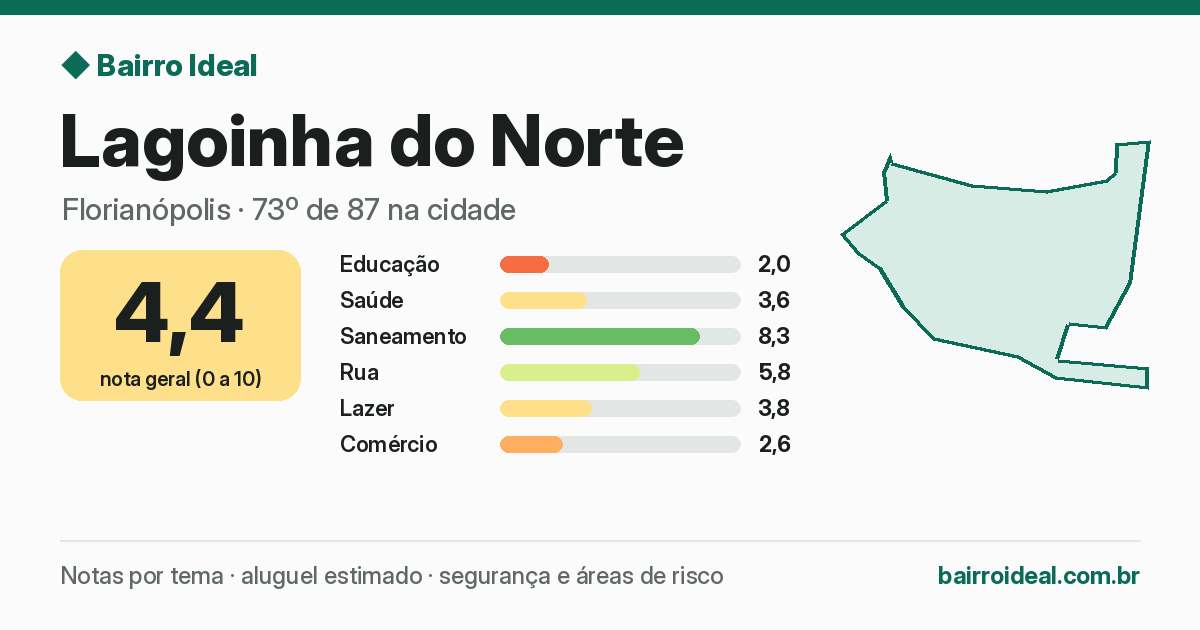 Bairro Ideal
Lagoinha do Norte
Florianópolis · 73º de 87 na cidade
4,4
nota geral (0 a 10)
Educação 2,0
Saúde 3,6
Saneamento 8,3
Rua 5,8
Lazer 3,8
Comércio 2,6
Notas por tema · aluguel estimado · segurança e áreas de risco
bairroideal.com.br